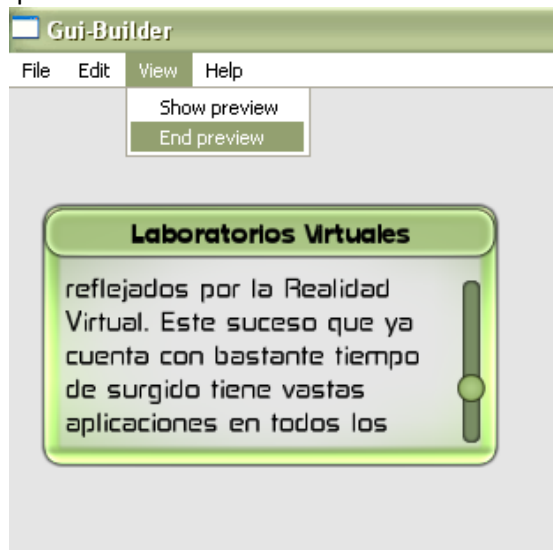 Gui-Builder
File Edit View Help
Show preview
End preview
Laboratorios Virtuales
reflejados por la Realidad
Virtual. Este suceso que ya
cuenta con bastante tiempo
de surgido tiene vastas
aplicaciones en todos los